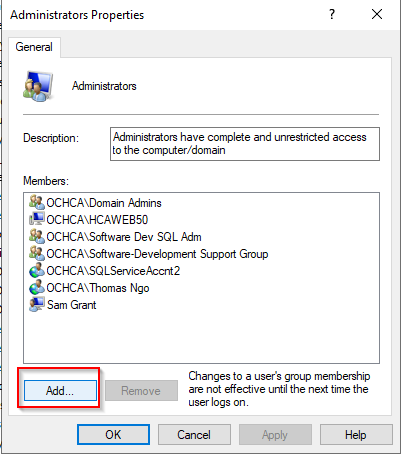 Administrators Properties
General
Administrators
Description:
Administrators have complete and unrestricted access
to the computer/domain
Members:
OCHCA\Domain Admins
OCHCA\HCAWEB50
OCHCA\Software Dev SQL Adm
OCHCA\Software-Development Support Group
OCHCA\SQLServiceAccnt2
OCHCA\Thomas Ngo
Sam Grant
Add...
Remove
Changes to a user's group membership
are not effective until the next time the
user logs on.
OK
Cancel
Apply
Help